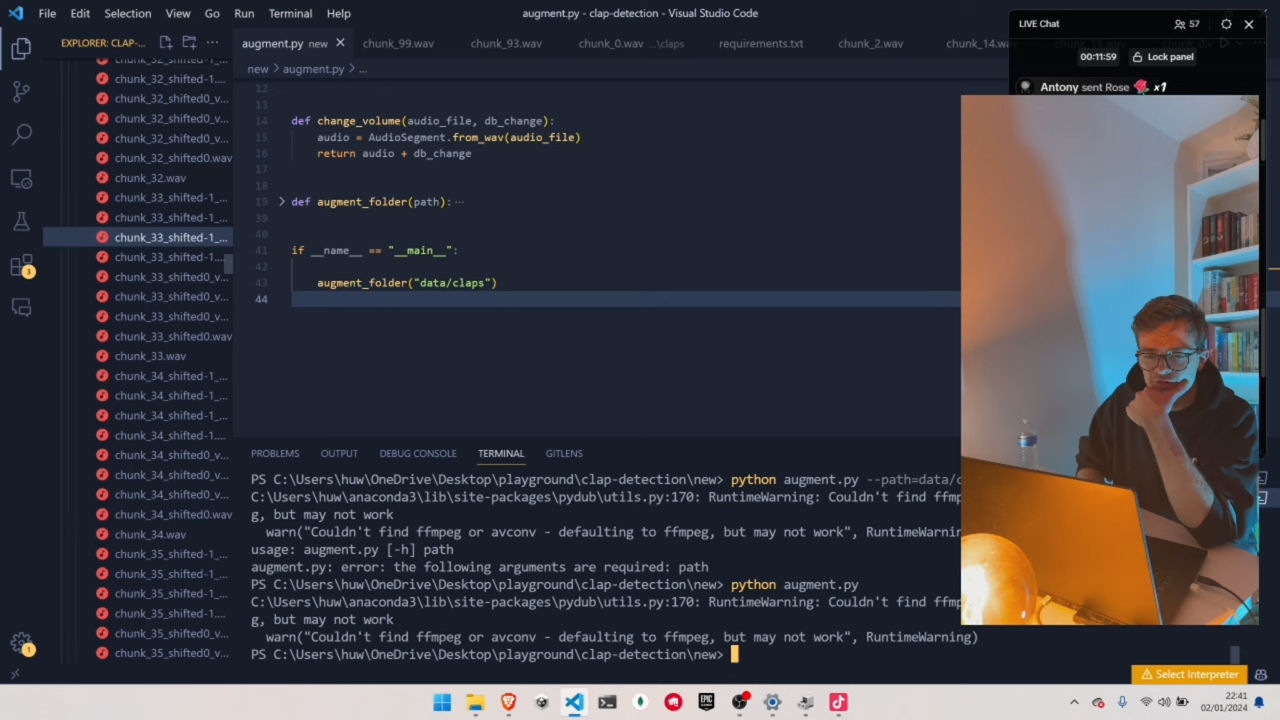 File Edit Selection View Go Run Terminal Help
augment.py - clap-detection - Visual Studio Code
LIVE Chat
57
00:11:59
Lock panel
Antony sent Rose x1
EXPLORER: CLAP-...
augment.py new
chunk_99.wav
chunk_93.wav
chunk_0.wav ...\claps
requirements.txt
chunk_2.wav
chunk_14.wav
new > augment.py > ...
chunk_32_shifted-1....
chunk_32_shifted0_v...
chunk_32_shifted0_v...
chunk_32_shifted0_v...
chunk_32_shifted0.wav
chunk_32.wav
chunk_33_shifted-1_...
chunk_33_shifted-1_...
chunk_33_shifted-1_...
chunk_33_shifted-1....
chunk_33_shifted0_v...
chunk_33_shifted0_v...
chunk_33_shifted0_v...
chunk_33_shifted0.wav
chunk_33.wav
chunk_34_shifted-1_...
chunk_34_shifted-1_...
chunk_34_shifted-1_...
chunk_34_shifted-1....
chunk_34_shifted0_v...
chunk_34_shifted0_v...
chunk_34_shifted0_v...
chunk_34_shifted0.wav
chunk_34.wav
chunk_35_shifted-1_...
chunk_35_shifted-1_...
chunk_35_shifted-1_...
chunk_35_shifted-1....
chunk_35_shifted0_v...
chunk_35_shifted0_v...
12
13
14 def change_volume(audio_file, db_change):
15 audio = AudioSegment.from_wav(audio_file)
16 return audio + db_change
17
18
19 def augment_folder(path): ...
39
40
41 if __name__ == "__main__":
42
43 augment_folder("data/claps")
44
PROBLEMS OUTPUT DEBUG CONSOLE TERMINAL GITLENS
PS C:\Users\huw\OneDrive\Desktop\playground\clap-detection\new> python augment.py --path=data/c
C:\Users\huw\anaconda3\lib\site-packages\pydub\utils.py:170: RuntimeWarning: Couldn't find ffmp
g, but may not work
warn("Couldn't find ffmpeg or avconv - defaulting to ffmpeg, but may not work", RuntimeWarning
usage: augment.py [-h] path
augment.py: error: the following arguments are required: path
PS C:\Users\huw\OneDrive\Desktop\playground\clap-detection\new> python augment.py
C:\Users\huw\anaconda3\lib\site-packages\pydub\utils.py:170: RuntimeWarning: Couldn't find ffmp
g, but may not work
warn("Couldn't find ffmpeg or avconv - defaulting to ffmpeg, but may not work", RuntimeWarning)
PS C:\Users\huw\OneDrive\Desktop\playground\clap-detection\new>
3
1
Select Interpreter
EPIC GAMES
22:41
02/01/2024